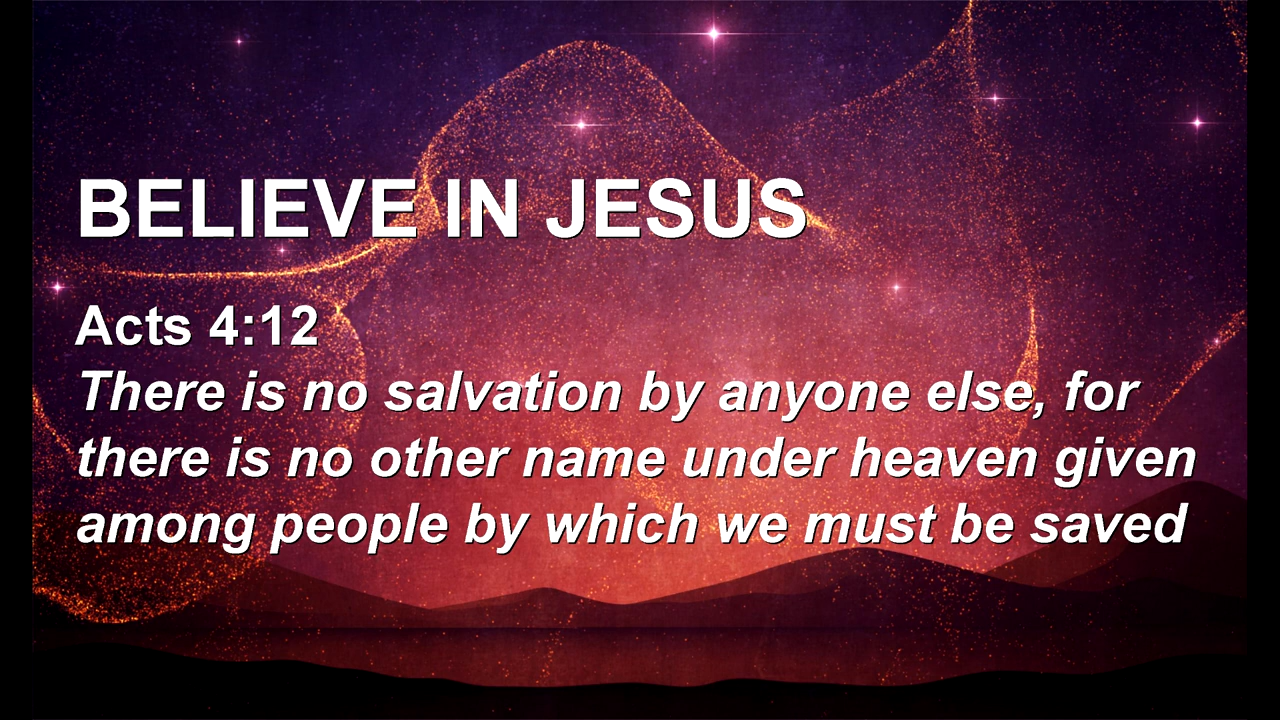 BELIEVE IN JESUS
Acts 4:12
There is no salvation by anyone else, for
there is no other name under heaven given
among people by which we must be saved